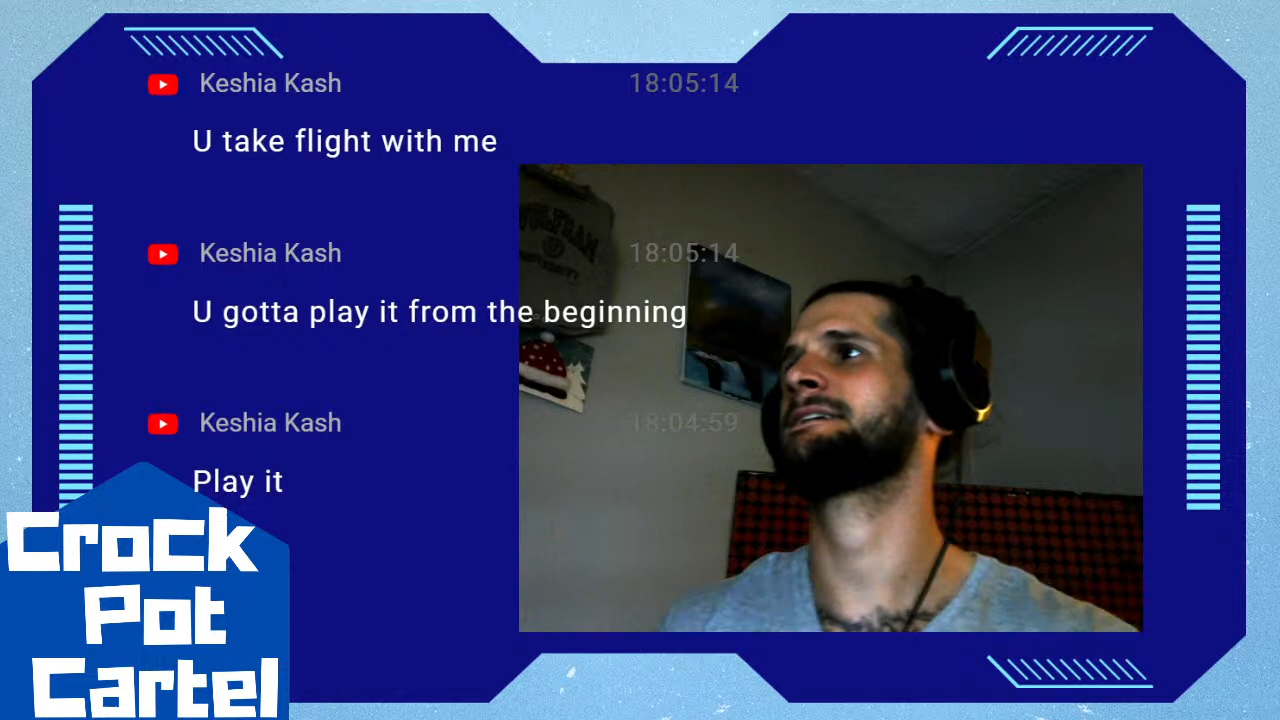 Keshia Kash 18:05:14
U take flight with me
Keshia Kash 18:05:14
U gotta play it from the beginning
Keshia Kash 18:04:59
Play it
Crock
Pot
Cartel